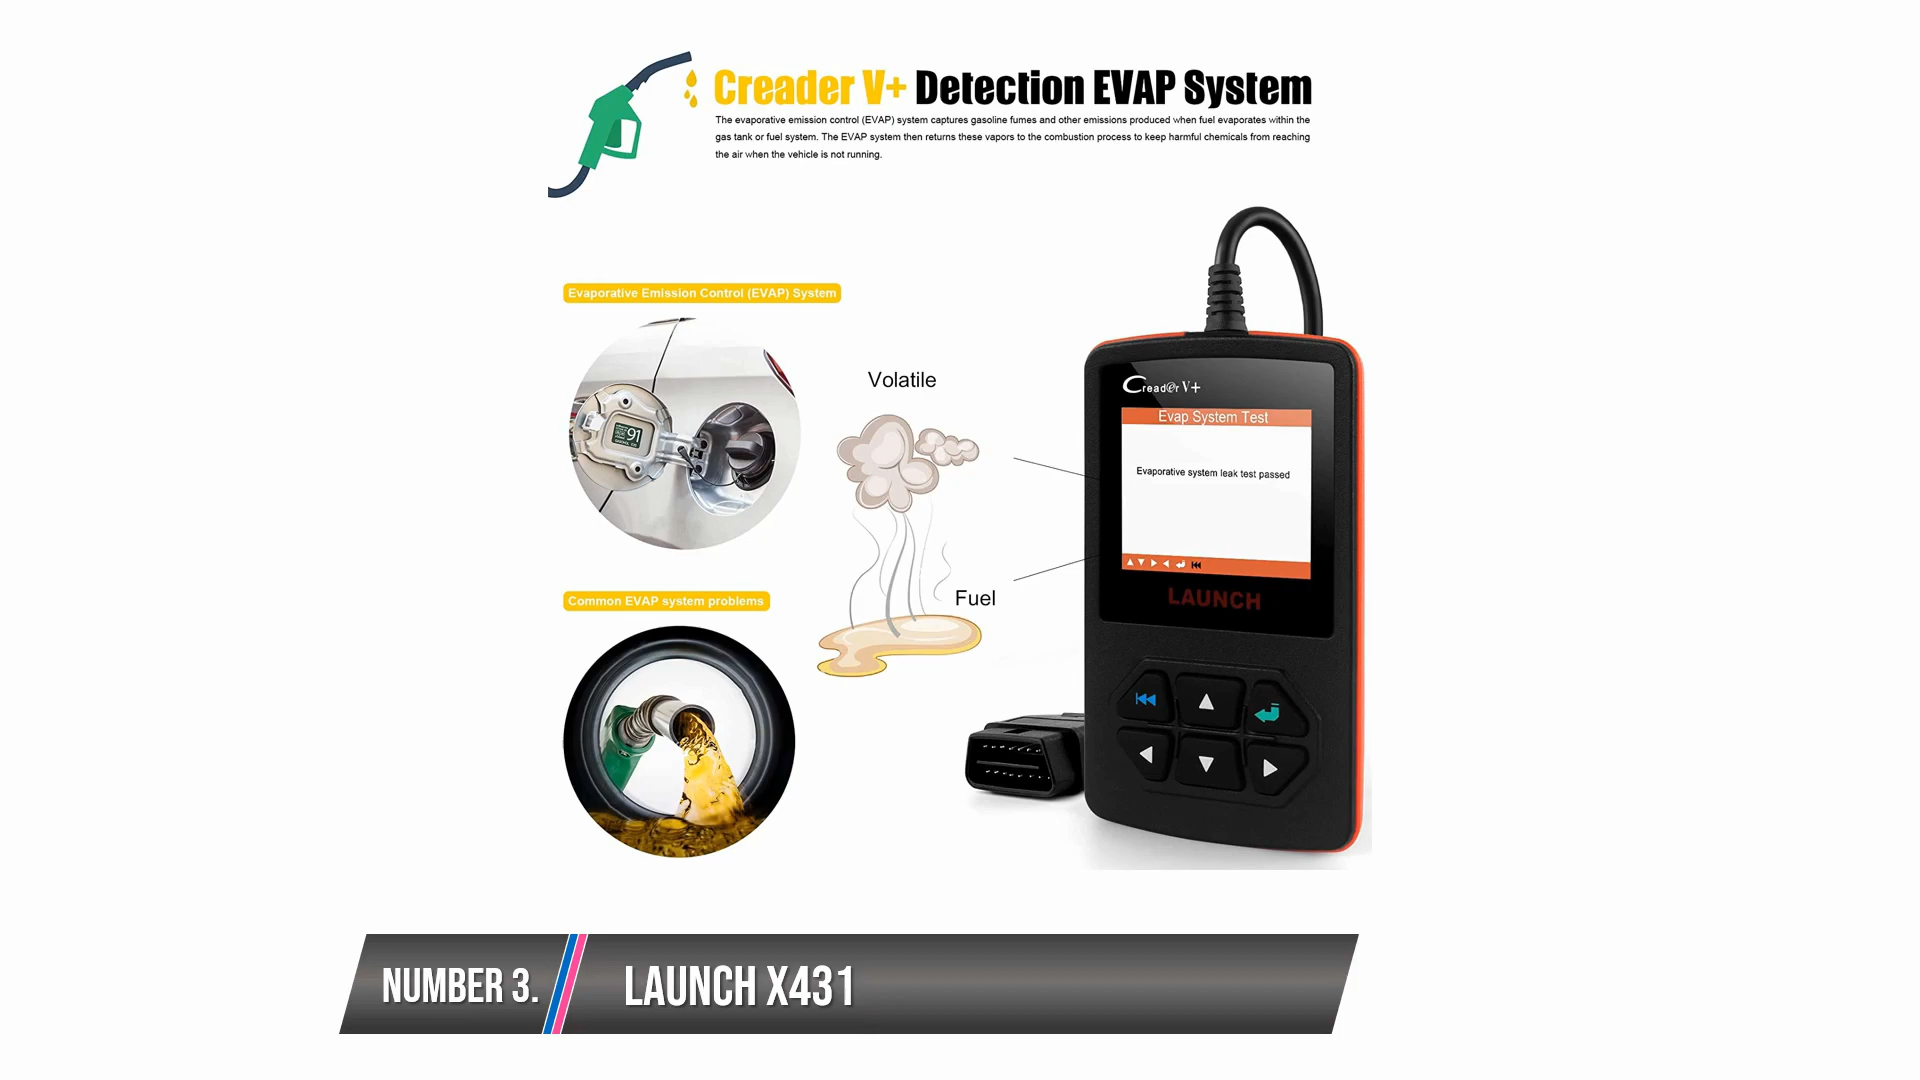 Creader V+ Detection EVAP System
The evaporative emission control (EVAP) system captures gasoline fumes and other emissions produced when fuel evaporates within the
gas tank or fuel system. The EVAP system then returns these vapors to the combustion process to keep harmful chemicals from reaching
the air when the vehicle is not running.
Evaporative Emission Control (EVAP) System
91
Volatile
Fuel
Common EVAP system problems
Creader V+
Evap System Test
Evaporative system leak test passed
LAUNCH
NUMBER 3.
LAUNCH X431